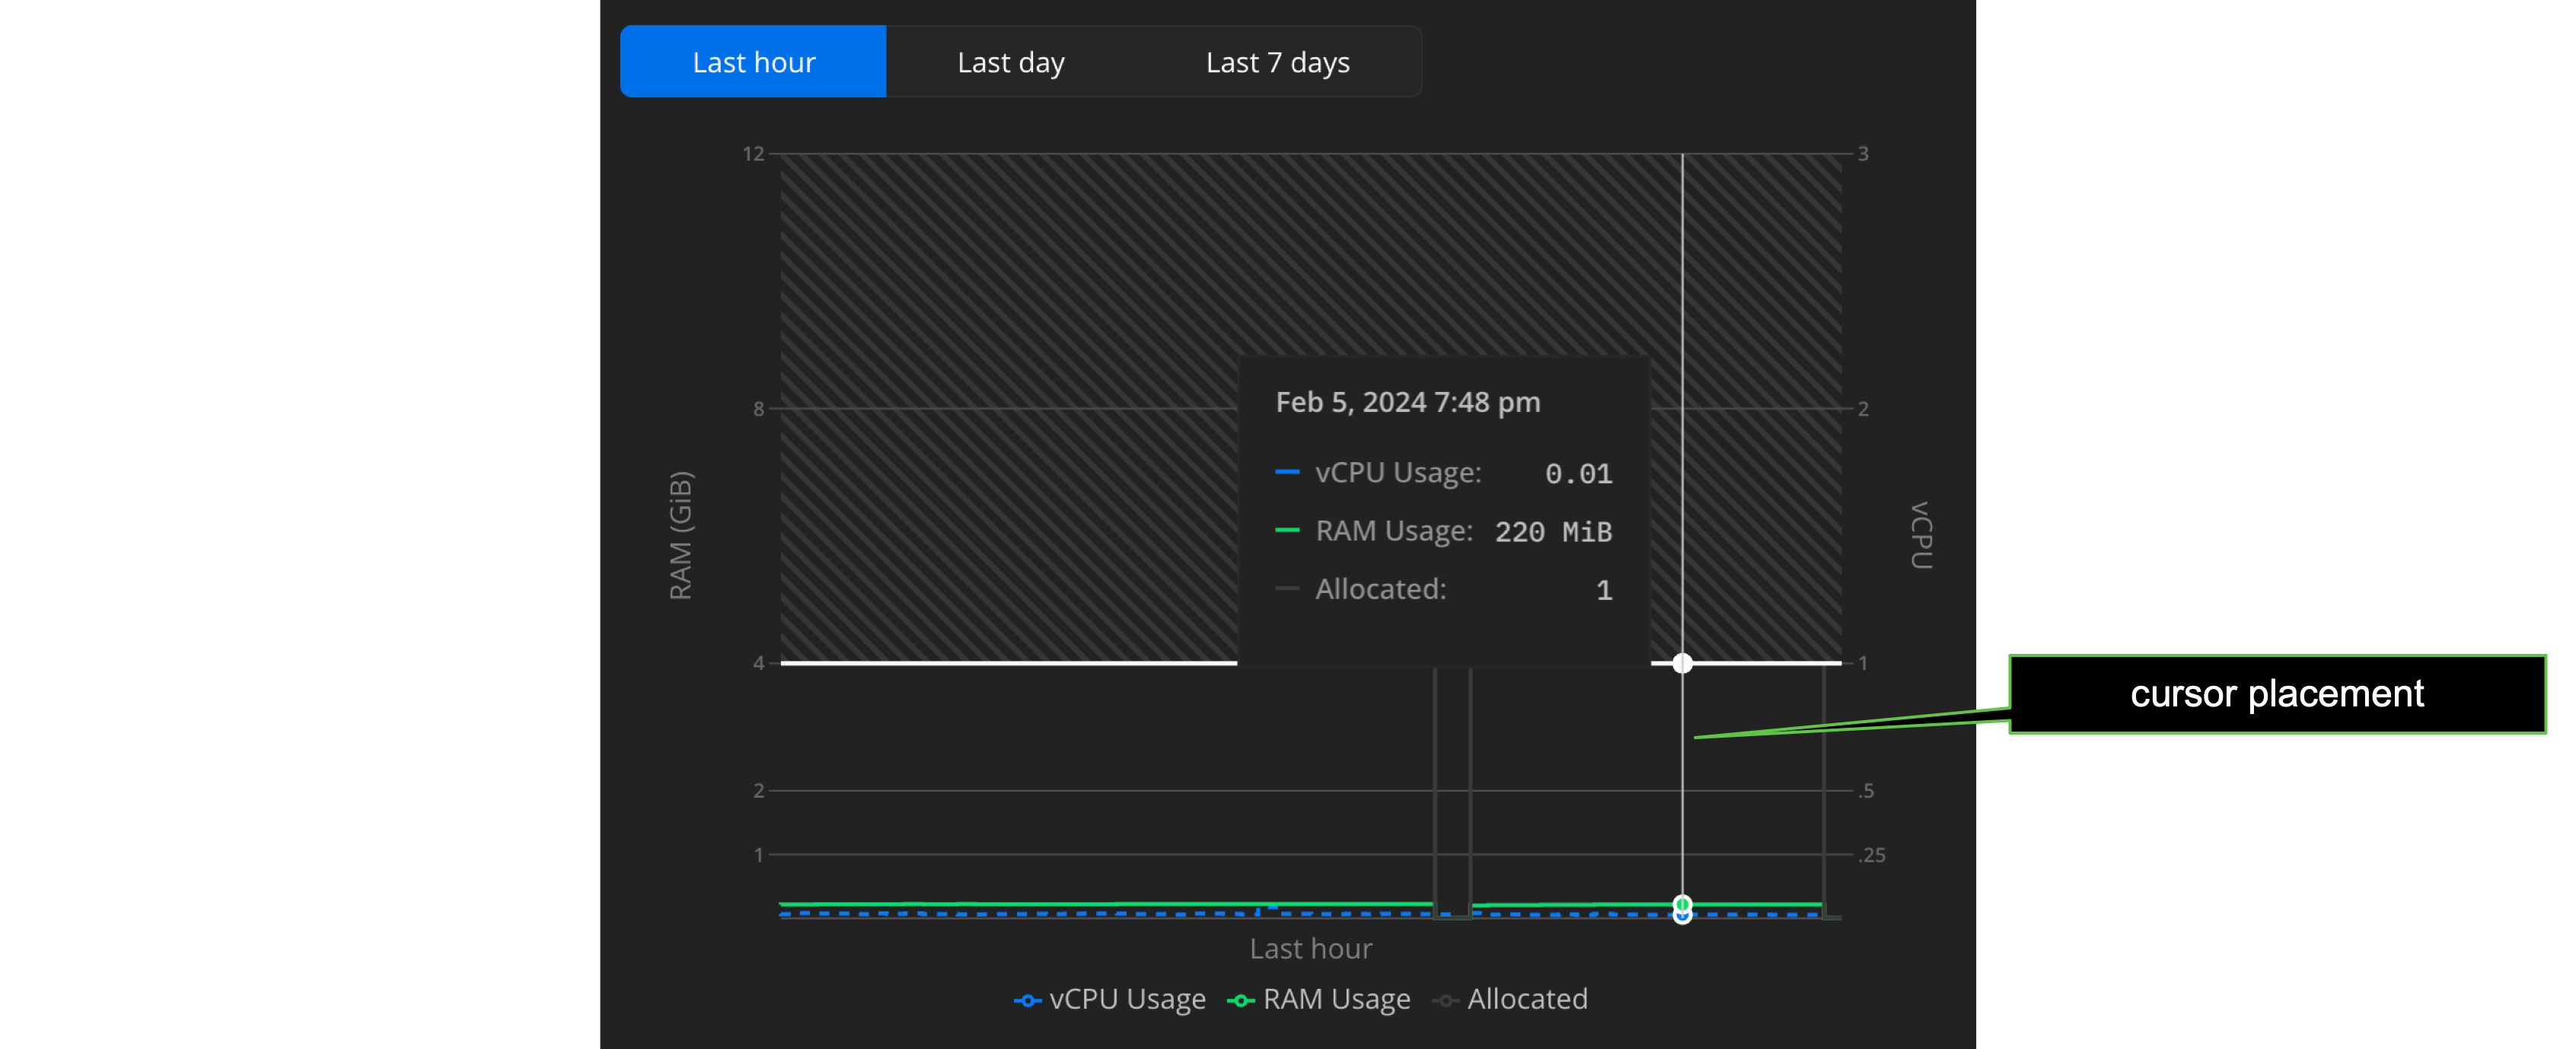 Last hour Last day Last 7 days
12 3
Feb 5, 2024 7:48 pm
8 2
vCPU Usage: 0.01
RAM (GiB)
vCPU
RAM Usage: 220 MiB
Allocated: 1
4 1
cursor placement
2 .5
1 .25
Last hour
vCPU Usage RAM Usage Allocated